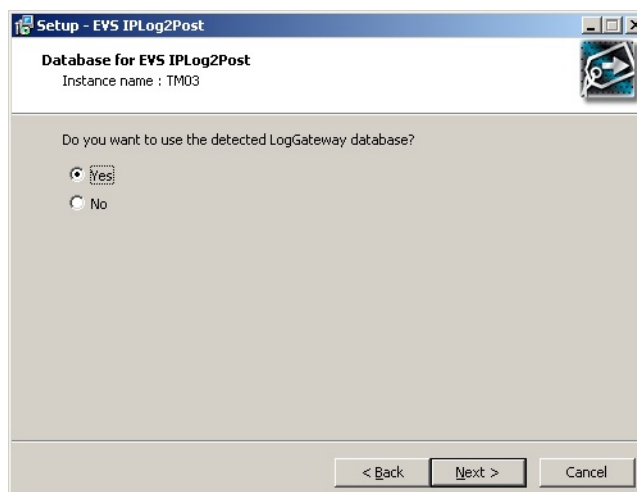 Setup - EVS IPLog2Post
Database for EVS IPLog2Post
Instance name : TM03
Do you want to use the detected LogGateway database?
Yes
No
< Back
Next >
Cancel